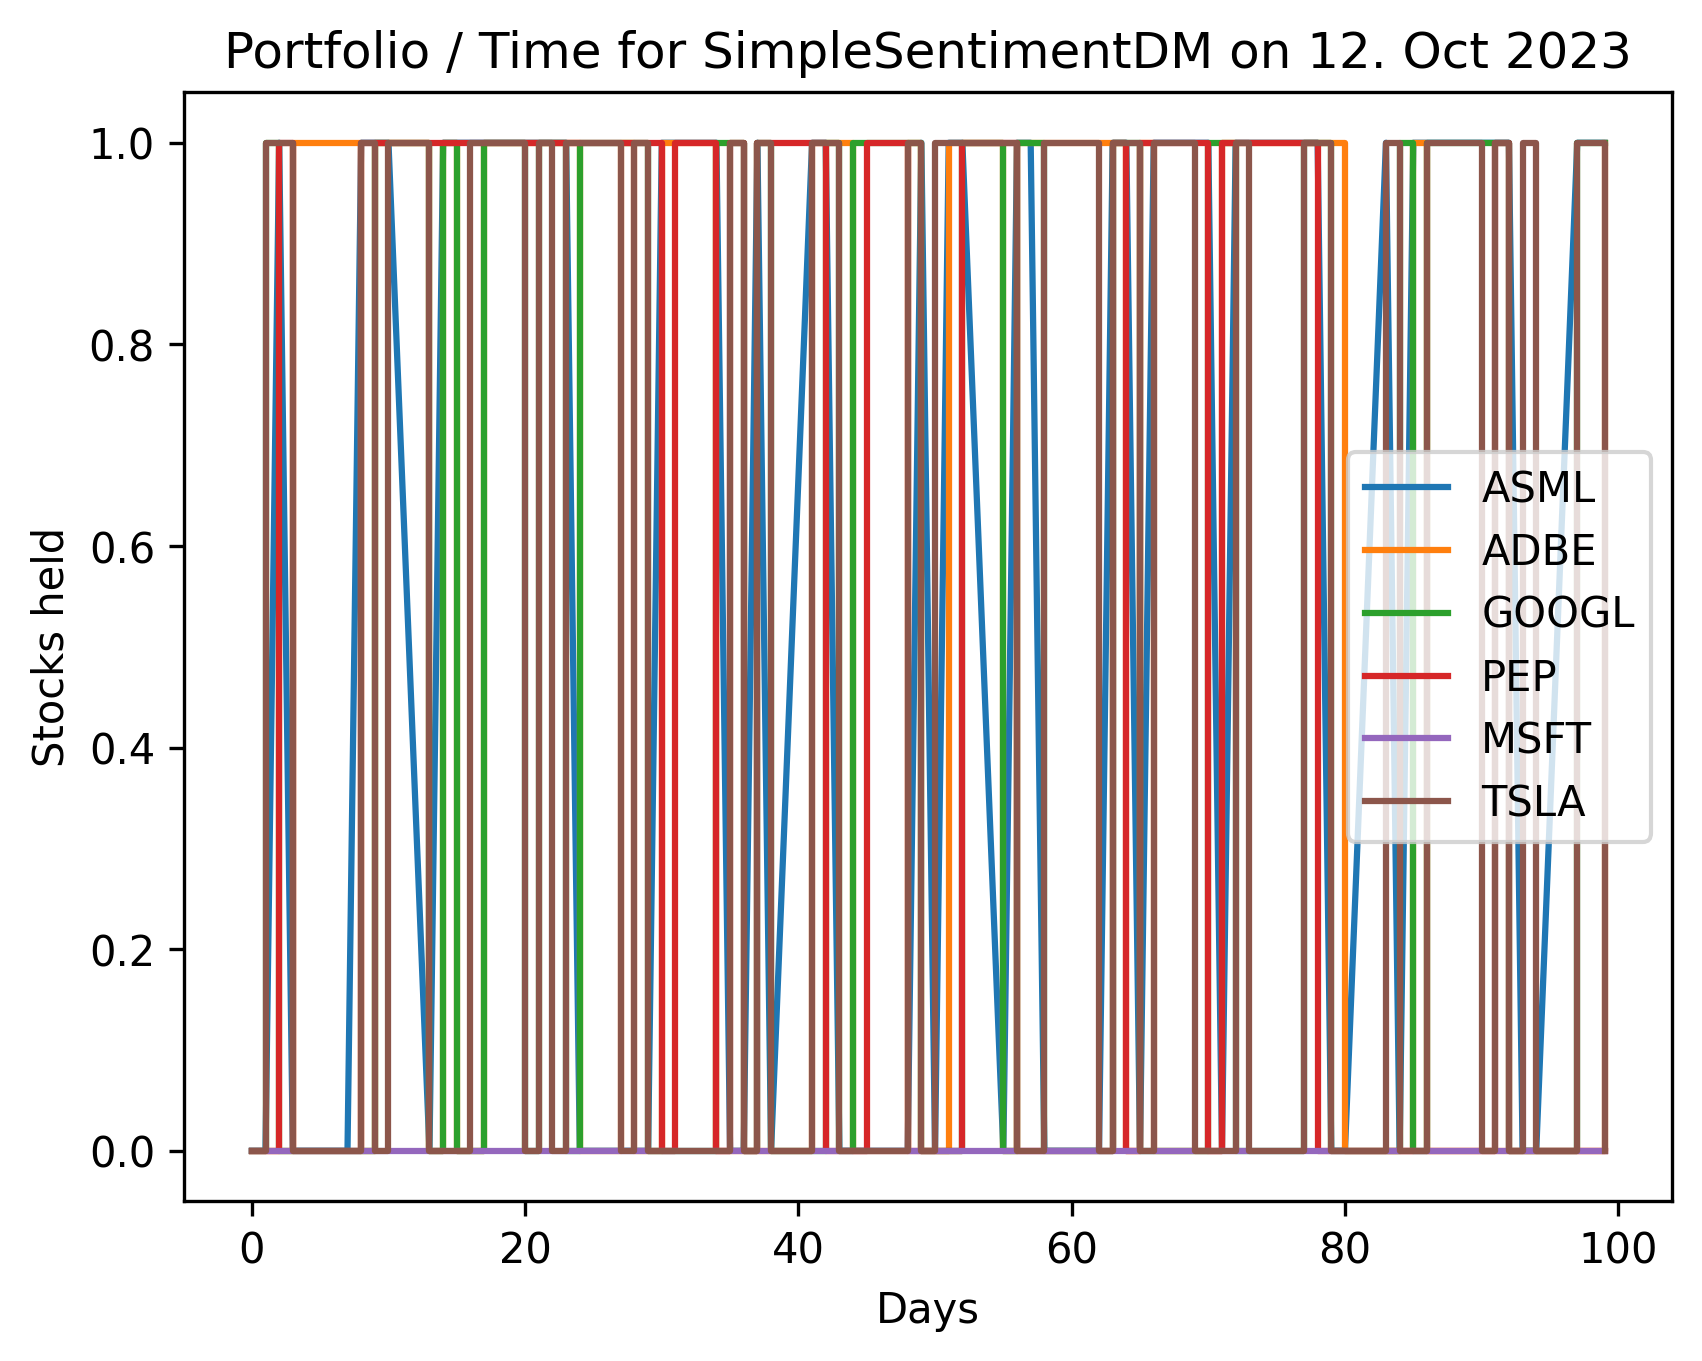 Portfolio / Time for SimpleSentimentDM on 12. Oct 2023
1.0
0.8
0.6
0.4
0.2
0.0
Stocks held
ASML
ADBE
GOOGL
PEP
MSFT
TSLA
0 20 40 60 80 100
Days